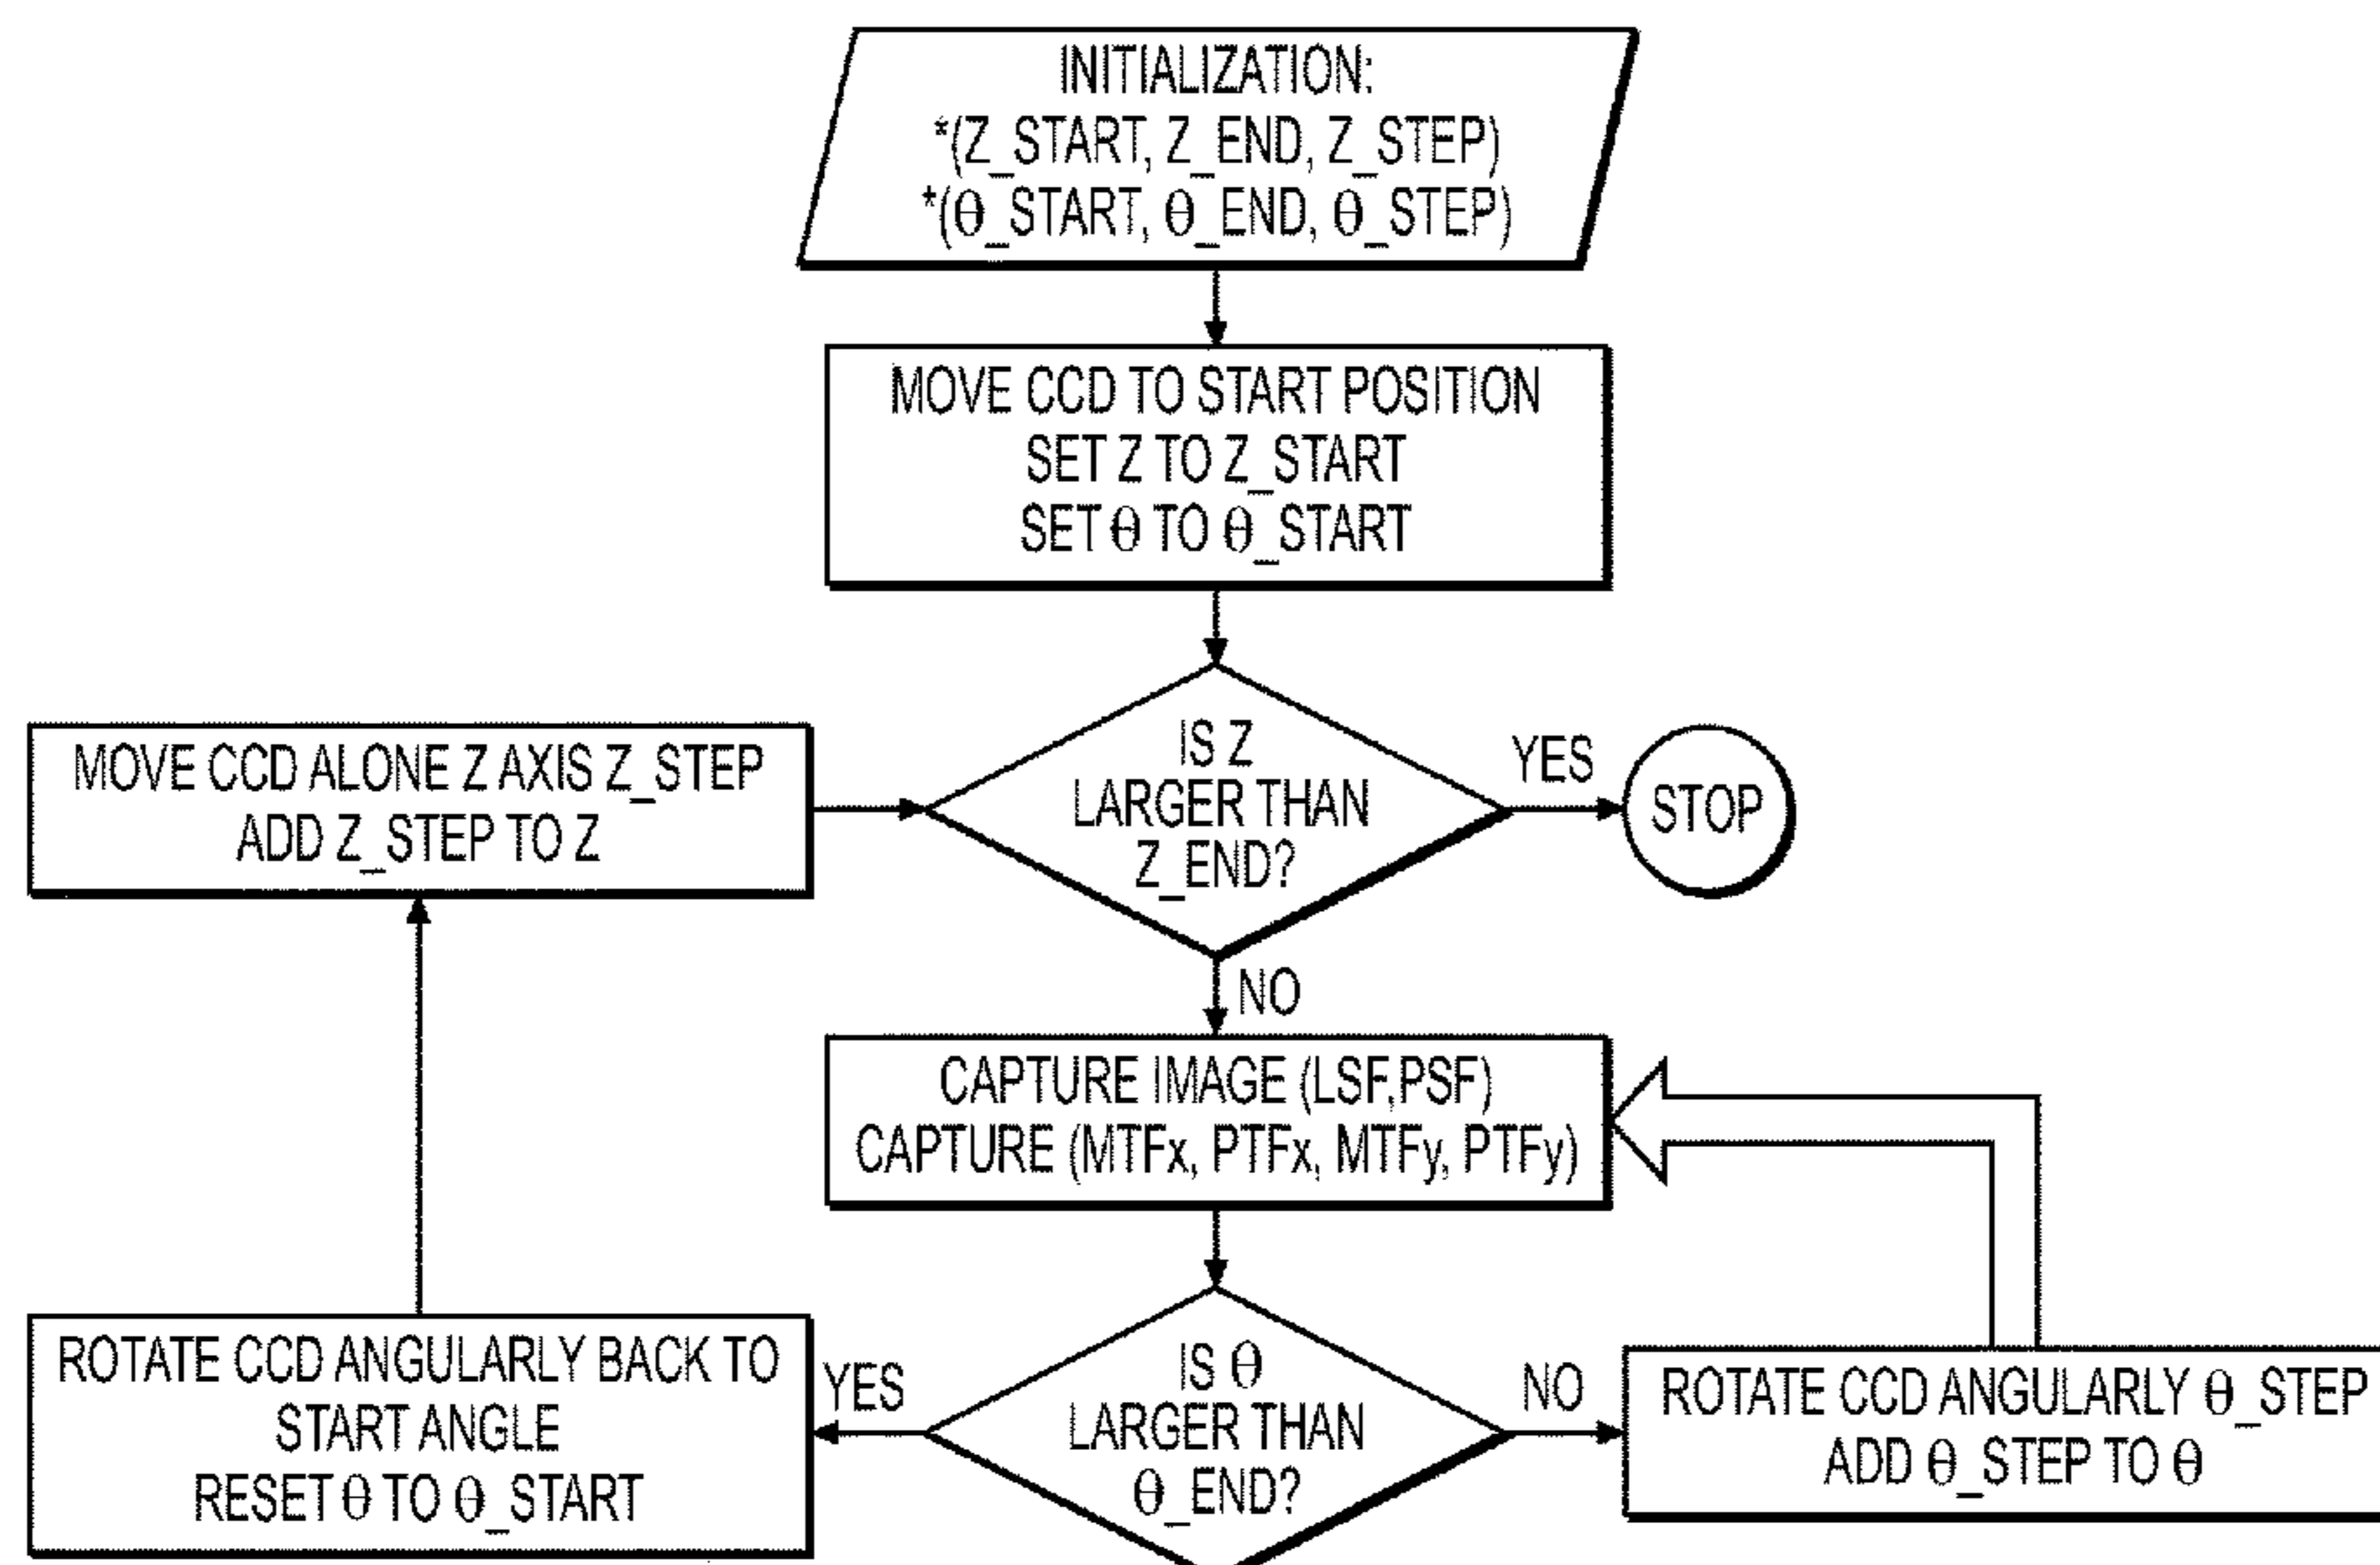 INITIALIZATION:
*(Z_START, Z_END, Z_STEP)
*(θ_START, θ_END, θ_STEP)
MOVE CCD TO START POSITION
SET Z TO Z_START
SET θ TO θ_START
MOVE CCD ALONE Z AXIS Z_STEP
ADD Z_STEP TO Z
IS Z
LARGER THAN
Z_END?
YES
STOP
NO
CAPTURE IMAGE (LSF,PSF)
CAPTURE (MTFx, PTFx, MTFy, PTFy)
ROTATE CCD ANGULARLY BACK TO
START ANGLE
RESET θ TO θ_START
YES
IS θ
LARGER THAN
θ_END?
NO
ROTATE CCD ANGULARLY θ_STEP
ADD θ_STEP TO θ